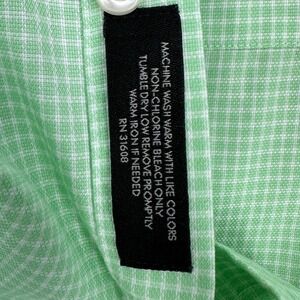 MACHINE WASH WARM WITH LIKE COLORS
NON-CHLORINE BLEACH ONLY
TUMBLE DRY LOW REMOVE PROMPTLY
WARM IRON IF NEEDED
RN 31608